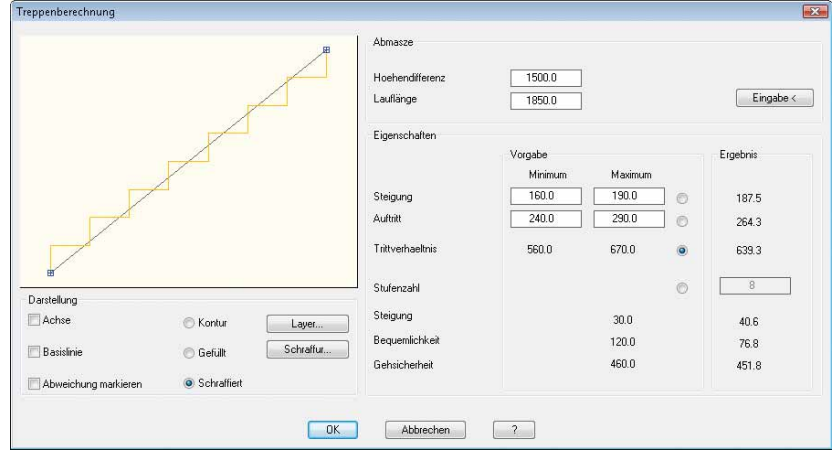 Treppenberechnung
Abmasze
Hoehendifferenz 1500.0
Lauflänge 1850.0 Eingabe <
Eigenschaften
Vorgabe Ergebnis
Minimum Maximum
Steigung 160.0 190.0 187.5
Auftritt 240.0 290.0 264.3
Trittverhaeltnis 560.0 670.0 639.3
Stufenzahl 8
Steigung 30.0 40.6
Bequemlichkeit 120.0 76.8
Gehsicherheit 460.0 451.8
Darstellung
Achse Kontur Layer...
Basislinie Gefüllt Schraffur...
Abweichung markieren Schraffiert
OK Abbrechen ?